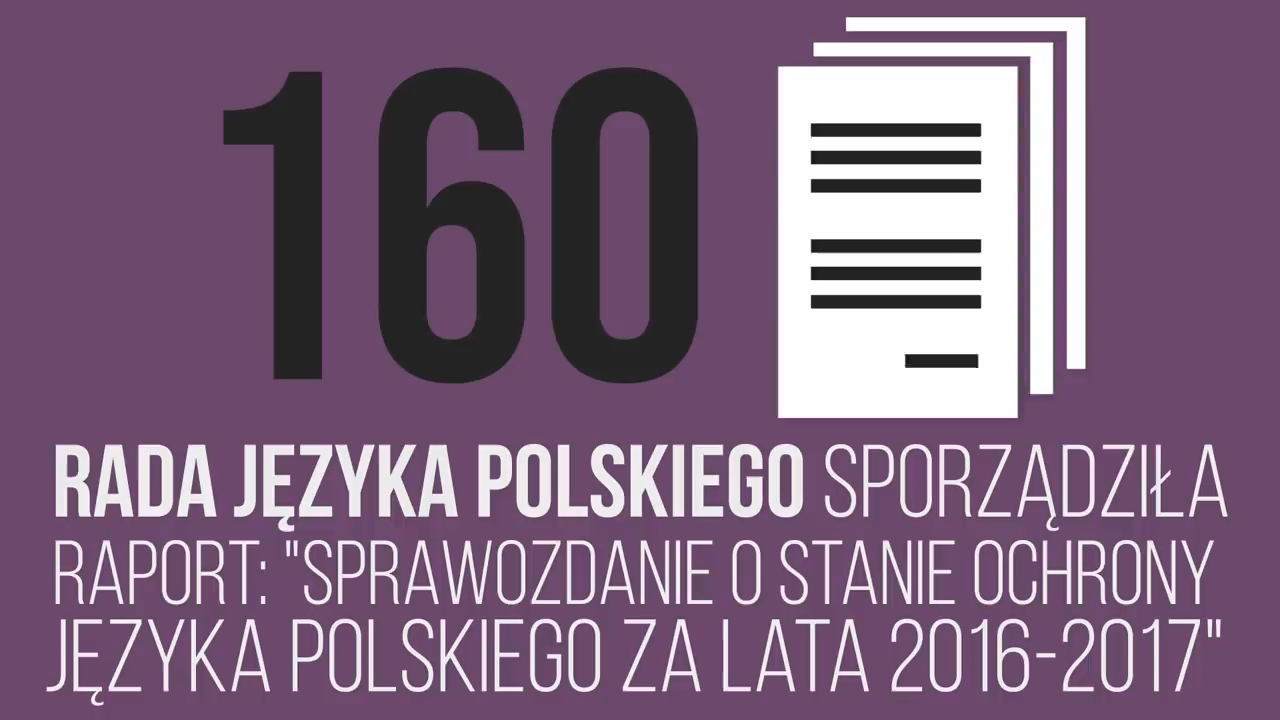 160
RADA JĘZYKA POLSKIEGO SPORZĄDZIŁA
RAPORT: "SPRAWOZDANIE O STANIE OCHRONY
JĘZYKA POLSKIEGO ZA LATA 2016-2017"